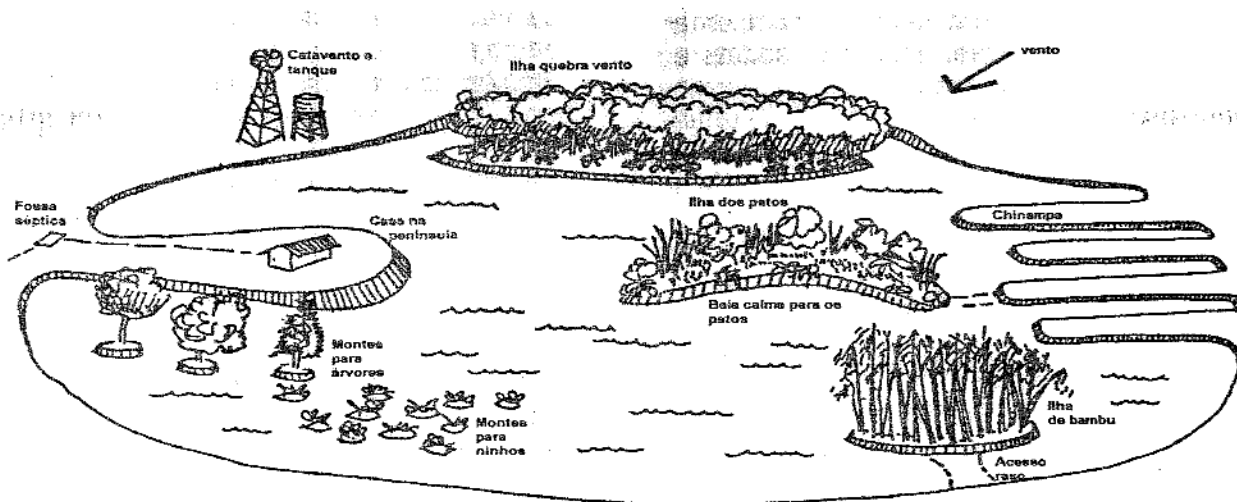 Catavento e
tanque
Ilha quebra vento
vento
Fossa
séptica
Casa na
península
Ilha dos patos
Chinampa
Baía calma para os
patos
Montes
para
árvores
Montes
para
ninhos
Ilha
de bambu
Acesso
raso